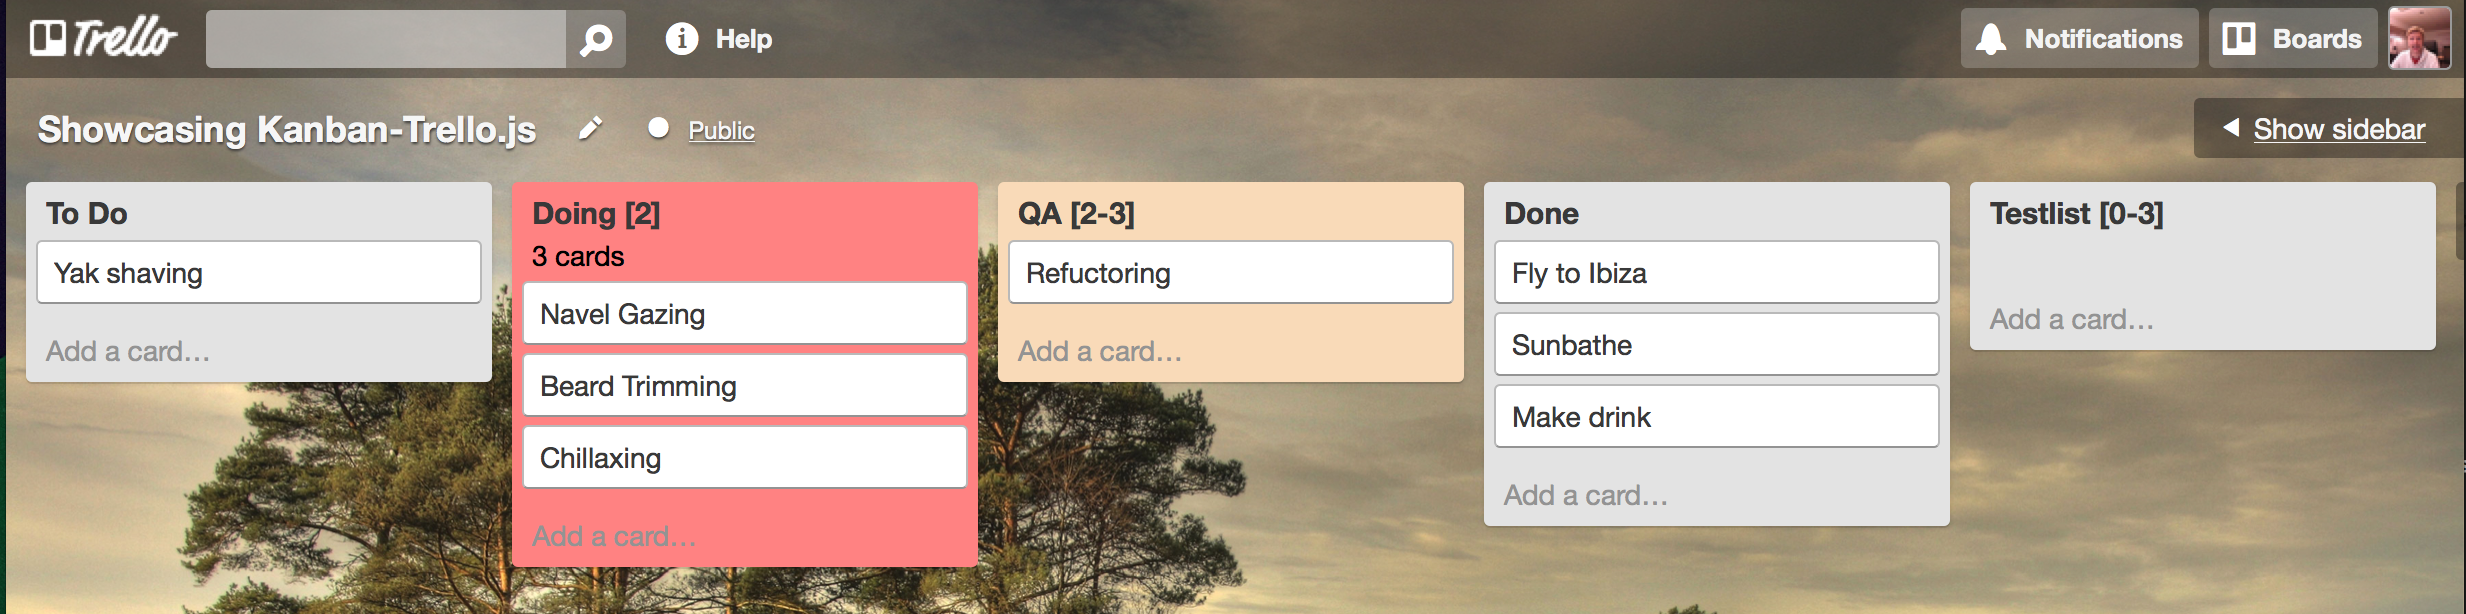 Trello
Help
Notifications
Boards
Showcasing Kanban-Trello.js
Public
Show sidebar
To Do
Yak shaving
Add a card…
Doing [2]
3 cards
Navel Gazing
Beard Trimming
Chillaxing
Add a card…
QA [2-3]
Refuctoring
Add a card…
Done
Fly to Ibiza
Sunbathe
Make drink
Add a card…
Testlist [0-3]
Add a card…